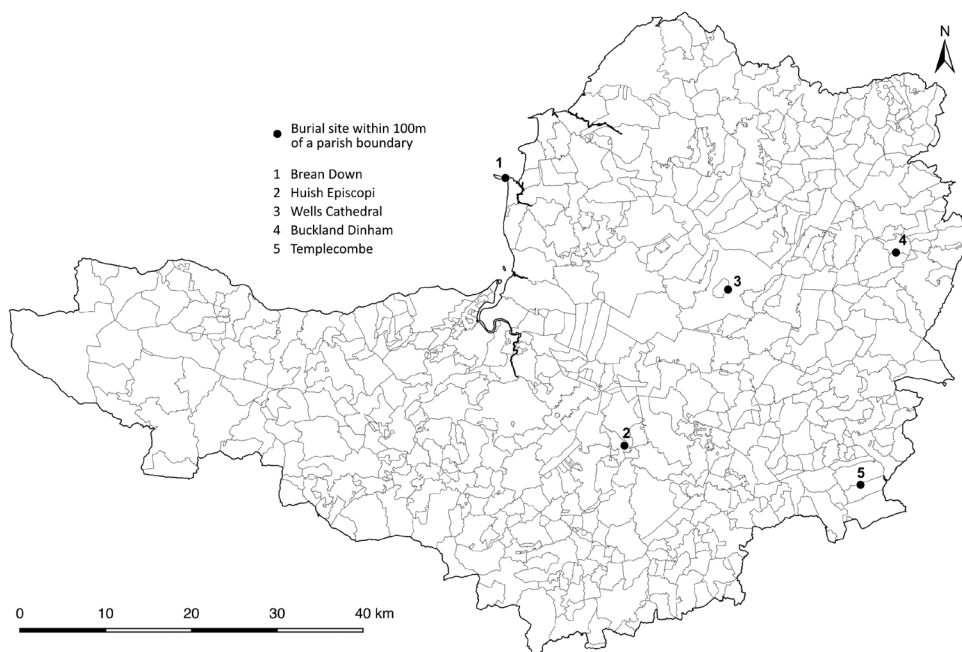 N
Burial site within 100m
of a parish boundary
1 Brean Down
2 Huish Episcopi
3 Wells Cathedral
4 Buckland Dinham
5 Templecombe
1
4
3
2
5
0 10 20 30 40 km